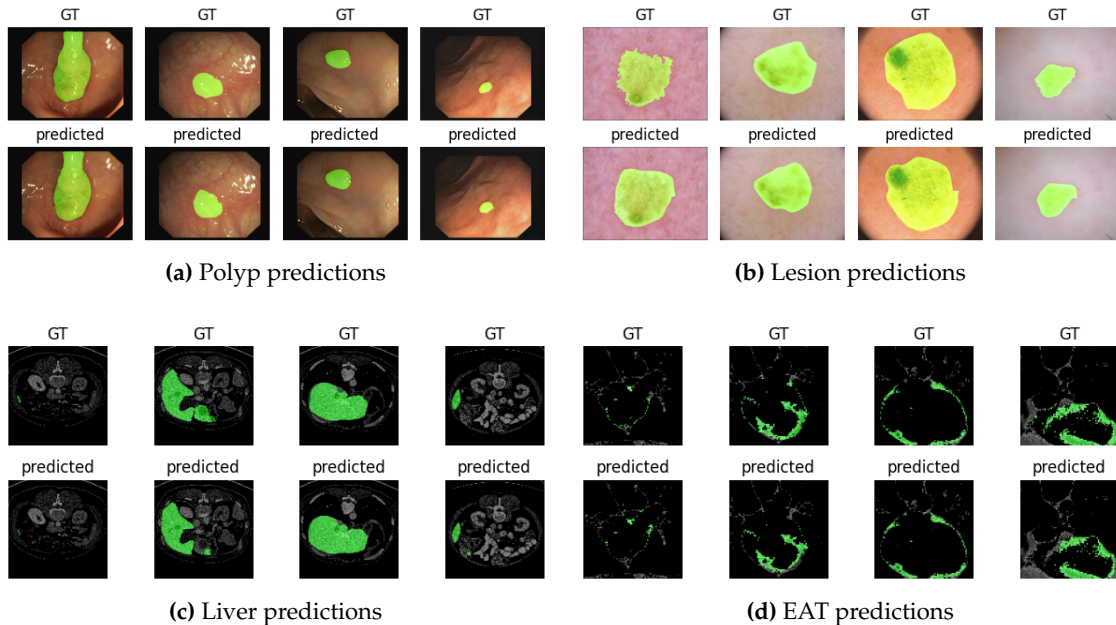 GT GT GT GT GT GT GT GT
predicted predicted predicted predicted predicted predicted predicted predicted
(a) Polyp predictions
(b) Lesion predictions
GT GT GT GT GT GT GT GT
predicted predicted predicted predicted predicted predicted predicted predicted
(c) Liver predictions
(d) EAT predictions